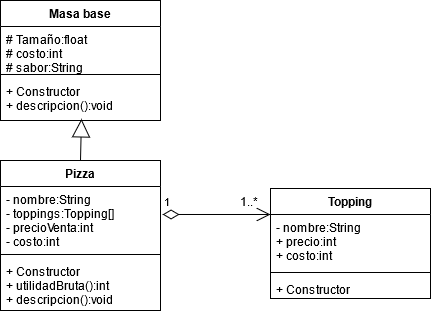 Masa base
# Tamaño:float
# costo:int
# sabor:String
+ Constructor
+ descripcion():void
Pizza
- nombre:String
- toppings:Topping[]
- precioVenta:int
- costo:int
+ Constructor
+ utilidadBruta():int
+ descripcion():void
1
1..*
Topping
- nombre:String
+ precio:int
+ costo:int
+ Constructor